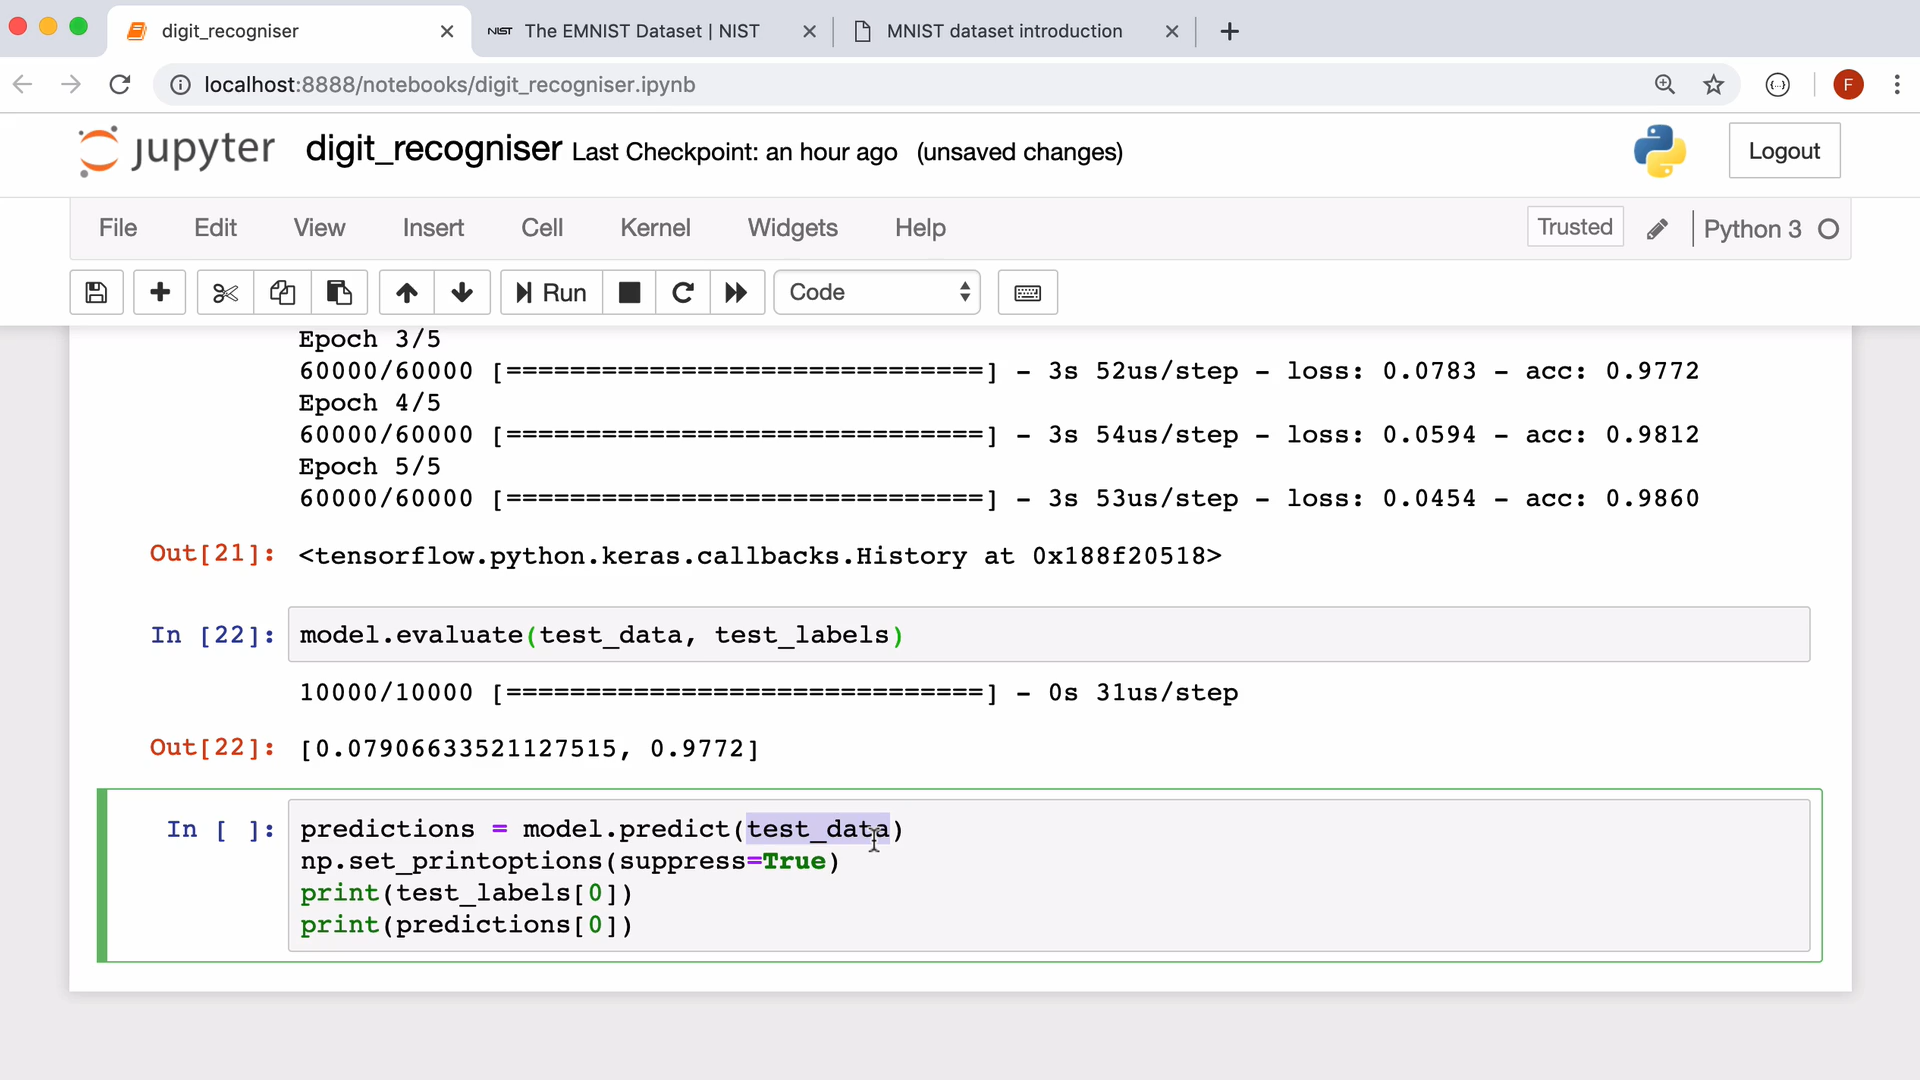 digit_recogniser
NIST The EMNIST Dataset | NIST
MNIST dataset introduction
localhost:8888/notebooks/digit_recogniser.ipynb
F
jupyter digit_recogniser Last Checkpoint: an hour ago (unsaved changes)
Logout
File Edit View Insert Cell Kernel Widgets Help
Trusted
Python 3
Run
Code
Epoch 3/5
60000/60000 [==============================] - 3s 52us/step - loss: 0.0783 - acc: 0.9772
Epoch 4/5
60000/60000 [==============================] - 3s 54us/step - loss: 0.0594 - acc: 0.9812
Epoch 5/5
60000/60000 [==============================] - 3s 53us/step - loss: 0.0454 - acc: 0.9860
Out[21]: <tensorflow.python.keras.callbacks.History at 0x188f20518>
In [22]: model.evaluate(test_data, test_labels)
10000/10000 [==============================] - 0s 31us/step
Out[22]: [0.07906633521127515, 0.9772]
In [ ]: predictions = model.predict(test_data)
np.set_printoptions(suppress=True)
print(test_labels[0])
print(predictions[0])